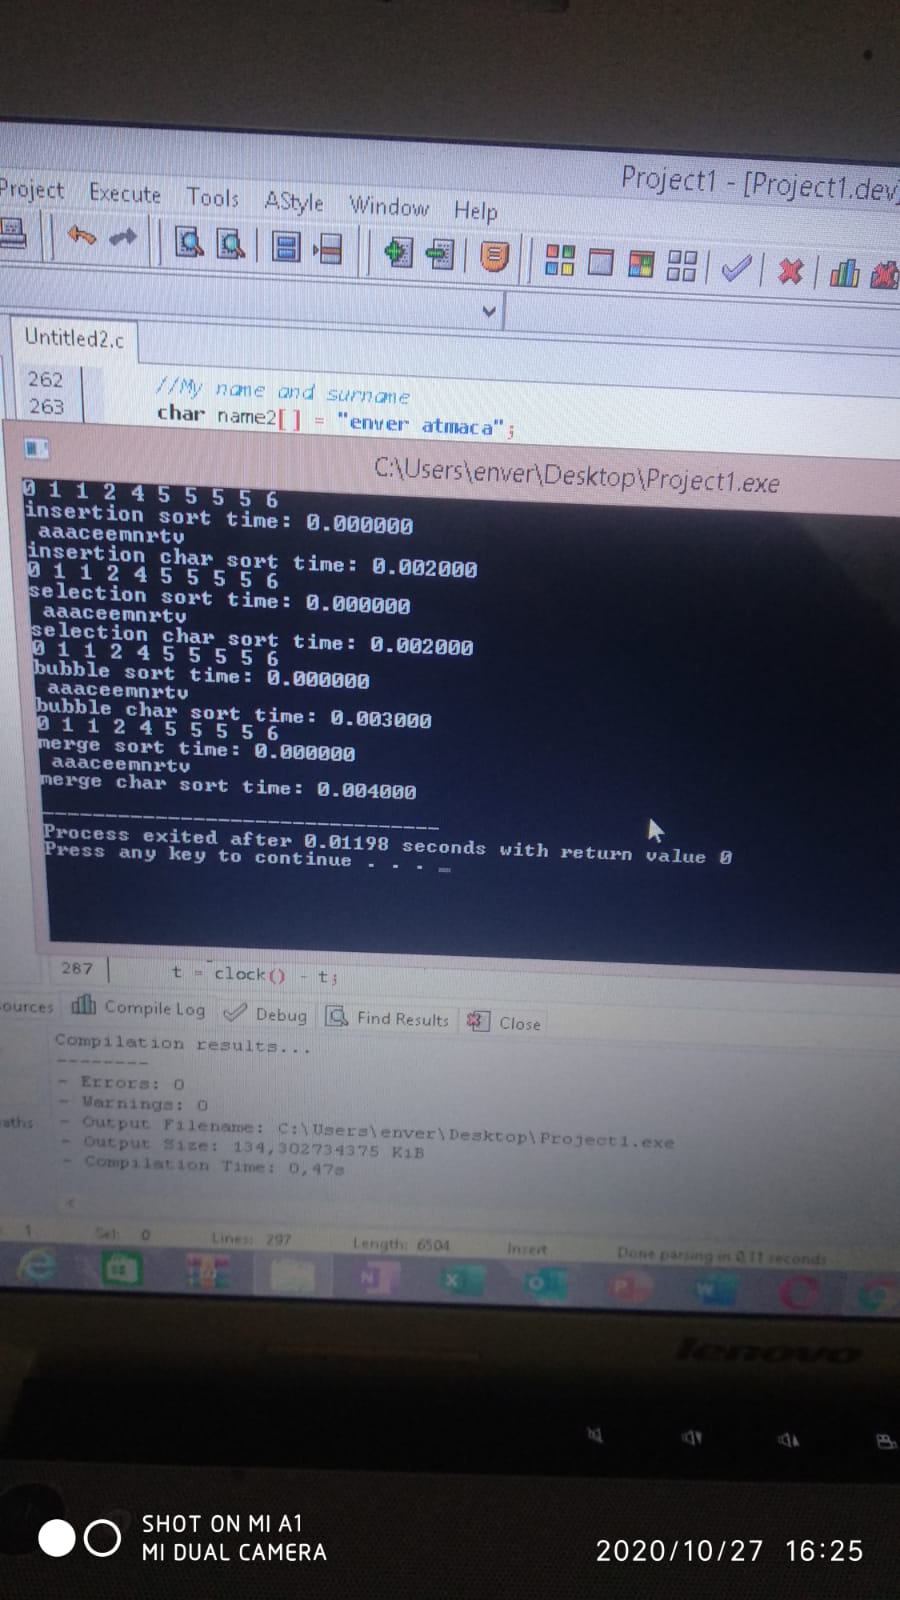 Project1 - [Project1.dev]
Project Execute Tools AStyle Window Help
Untitled2.c
262 //My name and surname
263 char name2[] = "enver atmaca";
C:\Users\enver\Desktop\Project1.exe
0 1 1 2 4 5 5 5 5 6
insertion sort time: 0.000000
aaaceemnrtv
insertion char sort time: 0.002000
0 1 1 2 4 5 5 5 5 6
selection sort time: 0.000000
aaaceemnrtv
selection char sort time: 0.002000
0 1 1 2 4 5 5 5 5 6
bubble sort time: 0.000000
aaaceemnrtv
bubble char sort time: 0.003000
0 1 1 2 4 5 5 5 5 6
merge sort time: 0.000000
aaaceemnrtv
merge char sort time: 0.004000
--------------------------------
Process exited after 0.01198 seconds with return value 0
Press any key to continue . . . _
287 t = clock() - t;
ources Compile Log Debug Find Results Close
Compilation results...
--------
- Errors: 0
- Warnings: 0
aths
- Output Filename: C:\Users\enver\Desktop\Project1.exe
- Output Size: 134,302734375 KiB
- Compilation Time: 0,47s
1 Sel: 0 Lines: 297 Length: 6504 Insert Done parsing in 0.11 seconds
lenovo
SHOT ON MI A1
MI DUAL CAMERA
2020/10/27 16:25